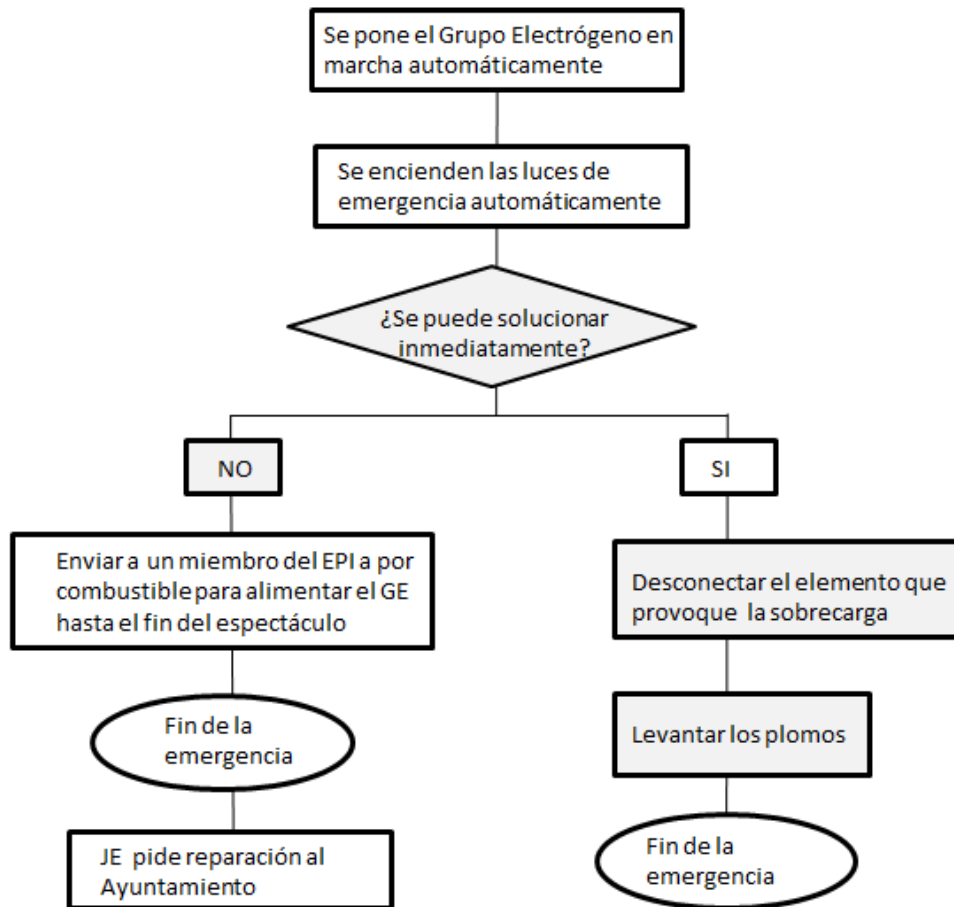 Se pone el Grupo Electrógeno en
marcha automáticamente
Se encienden las luces de
emergencia automáticamente
¿Se puede solucionar
inmediatamente?
NO
SI
Enviar a un miembro del EPI a por
combustible para alimentar el GE
hasta el fin del espectáculo
Desconectar el elemento que
provoque la sobrecarga
Fin de la
emergencia
Levantar los plomos
JE pide reparación al
Ayuntamiento
Fin de la
emergencia